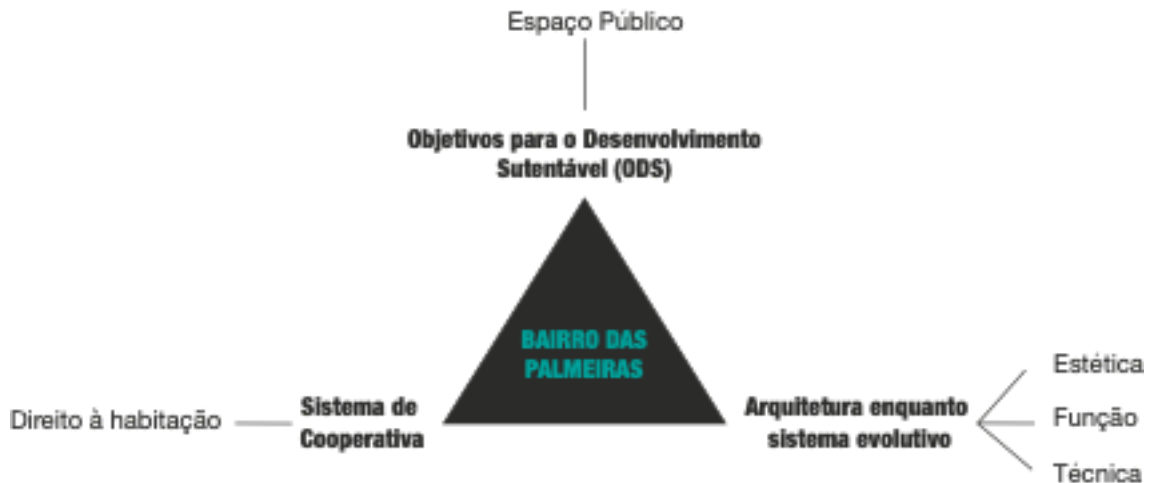 Espaço Público
Objetivos para o Desenvolvimento
Sutentável (ODS)
BAIRRO DAS
PALMEIRAS
Direito à habitação
Sistema de
Cooperativa
Arquitetura enquanto
sistema evolutivo
Estética
Função
Técnica